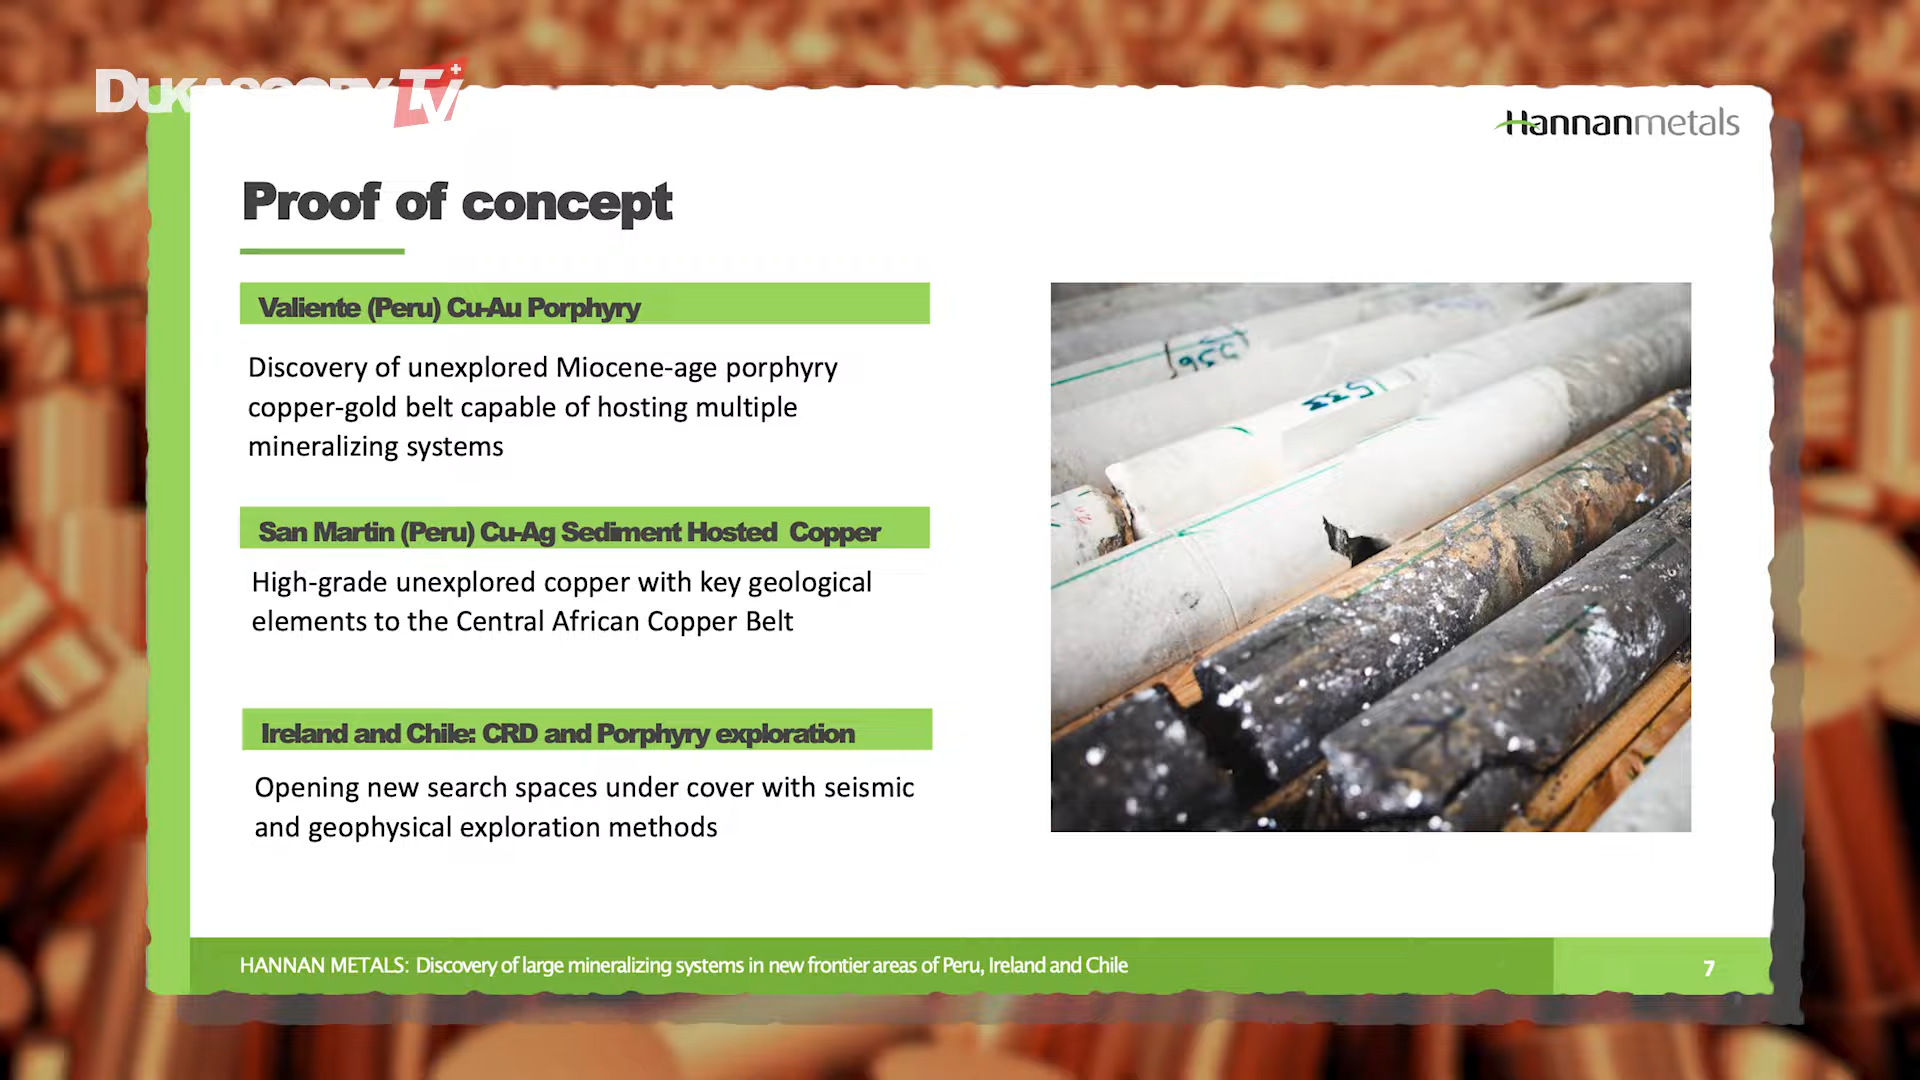 DUKASCOPY TV
Hannanmetals
Proof of concept
Valiente (Peru) Cu-Au Porphyry
Discovery of unexplored Miocene-age porphyry
copper-gold belt capable of hosting multiple
mineralizing systems
San Martin (Peru) Cu-Ag Sediment Hosted Copper
High-grade unexplored copper with key geological
elements to the Central African Copper Belt
Ireland and Chile: CRD and Porphyry exploration
Opening new search spaces under cover with seismic
and geophysical exploration methods
533
HANNAN METALS: Discovery of large mineralizing systems in new frontier areas of Peru, Ireland and Chile
7